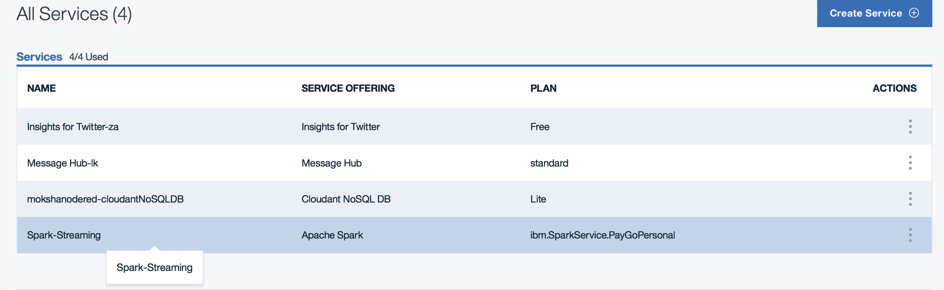 All Services (4)
Create Service
Services 4/4 Used
NAME SERVICE OFFERING PLAN ACTIONS
Insights for Twitter-za Insights for Twitter Free
Message Hub-lk Message Hub standard
mokshanodered-cloudantNoSQLDB Cloudant NoSQL DB Lite
Spark-Streaming Apache Spark ibm.SparkService.PayGoPersonal
Spark-Streaming